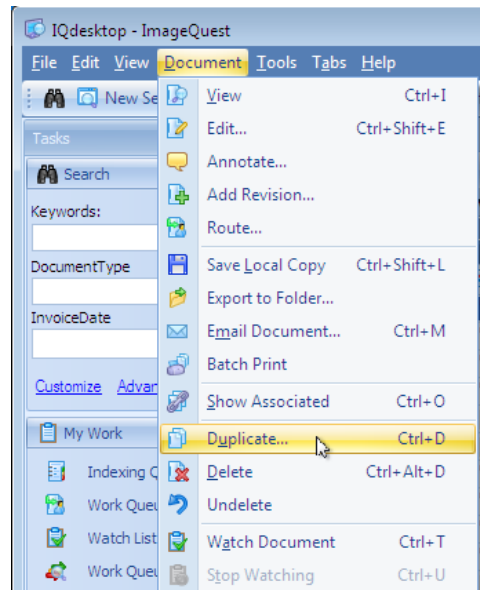 IQdesktop - ImageQuest
File Edit View Document Tools Tabs Help
New Se
Tasks
Search
Keywords:
DocumentType
InvoiceDate
Customize Advan
My Work
Indexing Q
Work Queu
Watch List
Work Queu
View Ctrl+I
Edit... Ctrl+Shift+E
Annotate...
Add Revision...
Route...
Save Local Copy Ctrl+Shift+L
Export to Folder...
Email Document... Ctrl+M
Batch Print
Show Associated Ctrl+O
Duplicate... Ctrl+D
Delete Ctrl+Alt+D
Undelete
Watch Document Ctrl+T
Stop Watching Ctrl+U